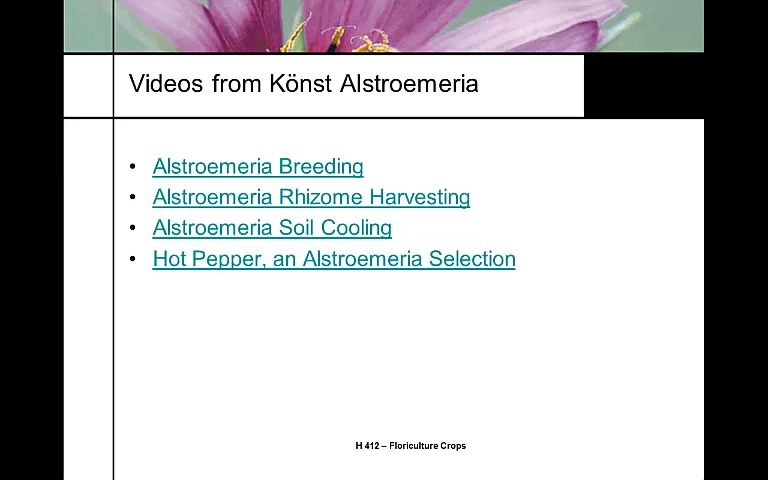 Videos from Könst Alstroemeria
• Alstroemeria Breeding
• Alstroemeria Rhizome Harvesting
• Alstroemeria Soil Cooling
• Hot Pepper, an Alstroemeria Selection
H 412 – Floriculture Crops